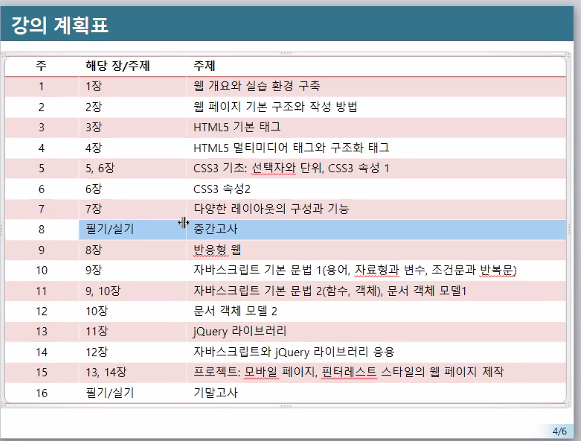 강의 계획표
주 해당 장/주제 주제
1 1장 웹 개요와 실습 환경 구축
2 2장 웹 페이지 기본 구조와 작성 방법
3 3장 HTML5 기본 태그
4 4장 HTML5 멀티미디어 태그와 구조화 태그
5 5, 6장 CSS3 기초: 선택자와 단위, CSS3 속성 1
6 6장 CSS3 속성2
7 7장 다양한 레이아웃의 구성과 기능
8 필기/실기 중간고사
9 8장 반응형 웹
10 9장 자바스크립트 기본 문법 1(용어, 자료형과 변수, 조건문과 반복문)
11 9, 10장 자바스크립트 기본 문법 2(함수, 객체), 문서 객체 모델1
12 10장 문서 객체 모델 2
13 11장 jQuery 라이브러리
14 12장 자바스크립트와 jQuery 라이브러리 응용
15 13, 14장 프로젝트: 모바일 페이지, 핀터레스트 스타일의 웹 페이지 제작
16 필기/실기 기말고사
4/6